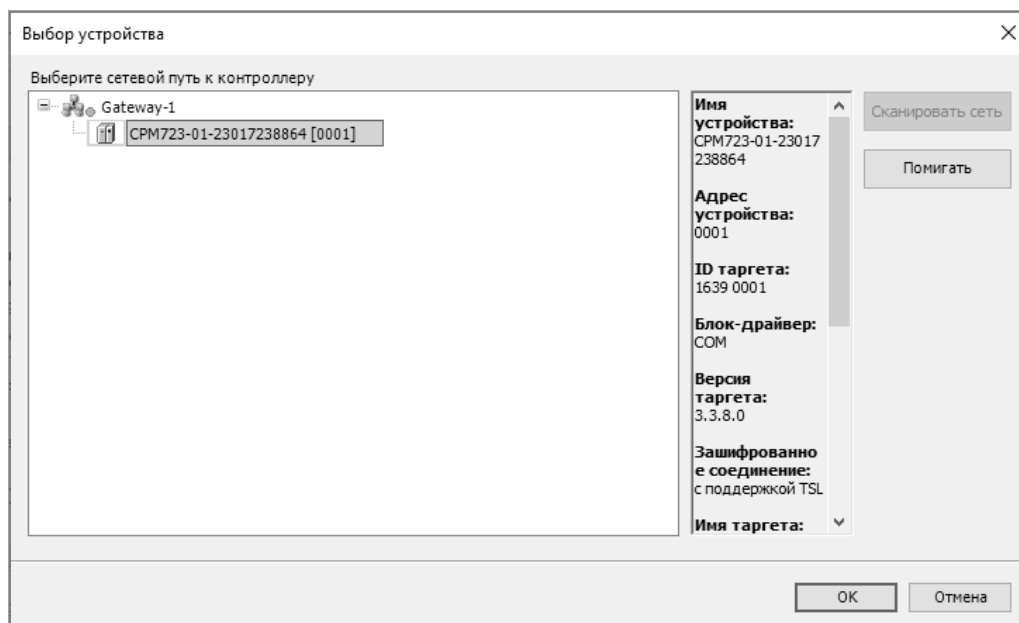 Выбор устройства
Выберите сетевой путь к контроллеру
Gateway-1
CPM723-01-23017238864 [0001]
Имя
устройства:
CPM723-01-23017
238864
Адрес
устройства:
0001
ID таргета:
1639 0001
Блок-драйвер:
COM
Версия
таргета:
3.3.8.0
Зашифрованно
е соединение:
с поддержкой TSL
Имя таргета:
Сканировать сеть
Помигать
OK
Отмена